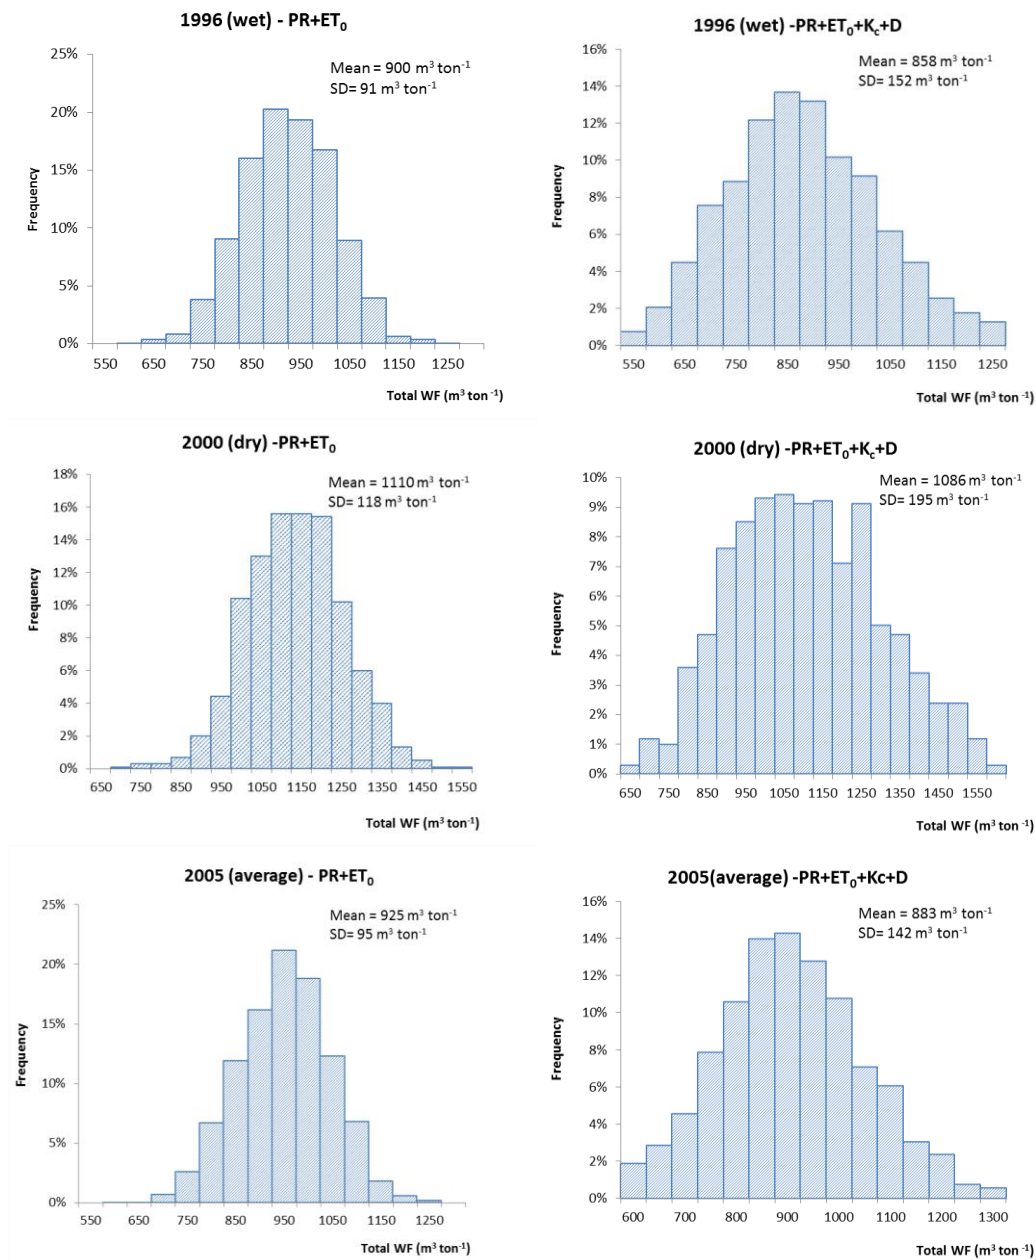 1996 (wet) - PR+ET₀
Mean = 900 m³ ton⁻¹
SD= 91 m³ ton⁻¹
25%
20%
15%
10%
5%
0%
Frequency
550 650 750 850 950 1050 1150 1250
Total WF (m³ ton ⁻¹)
1996 (wet) -PR+ET₀+K꜀+D
Mean = 858 m³ ton⁻¹
SD= 152 m³ ton⁻¹
16%
14%
12%
10%
8%
6%
4%
2%
0%
Frequency
550 650 750 850 950 1050 1150 1250
Total WF (m³ ton ⁻¹)
2000 (dry) -PR+ET₀
Mean = 1110 m³ ton⁻¹
SD= 118 m³ ton⁻¹
18%
16%
14%
12%
10%
8%
6%
4%
2%
0%
Frequency
650 750 850 950 1050 1150 1250 1350 1450 1550
Total WF (m³ ton ⁻¹)
2000 (dry) -PR+ET₀+K꜀+D
Mean = 1086 m³ ton⁻¹
SD= 195 m³ ton⁻¹
10%
9%
8%
7%
6%
5%
4%
3%
2%
1%
0%
Frequency
650 750 850 950 1050 1150 1250 1350 1450 1550
Total WF (m³ ton ⁻¹)
2005 (average) - PR+ET₀
Mean = 925 m³ ton⁻¹
SD= 95 m³ ton⁻¹
25%
20%
15%
10%
5%
0%
Frequency
550 650 750 850 950 1050 1150 1250
Total WF (m³ ton ⁻¹)
2005(average) -PR+ET₀+Kc+D
Mean = 883 m³ ton⁻¹
SD= 142 m³ ton⁻¹
16%
14%
12%
10%
8%
6%
4%
2%
0%
Frequency
600 700 800 900 1000 1100 1200 1300
Total WF (m³ ton ⁻¹)